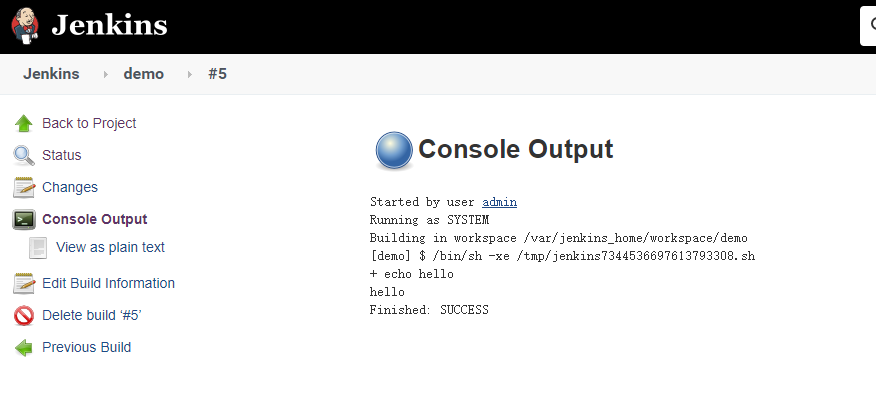 Jenkins
Jenkins
demo
#5
Back to Project
Status
Changes
Console Output
View as plain text
Edit Build Information
Delete build ‘#5’
Previous Build
Console Output
Started by user admin
Running as SYSTEM
Building in workspace /var/jenkins_home/workspace/demo
[demo] $ /bin/sh -xe /tmp/jenkins7344536697613793308.sh
+ echo hello
hello
Finished: SUCCESS